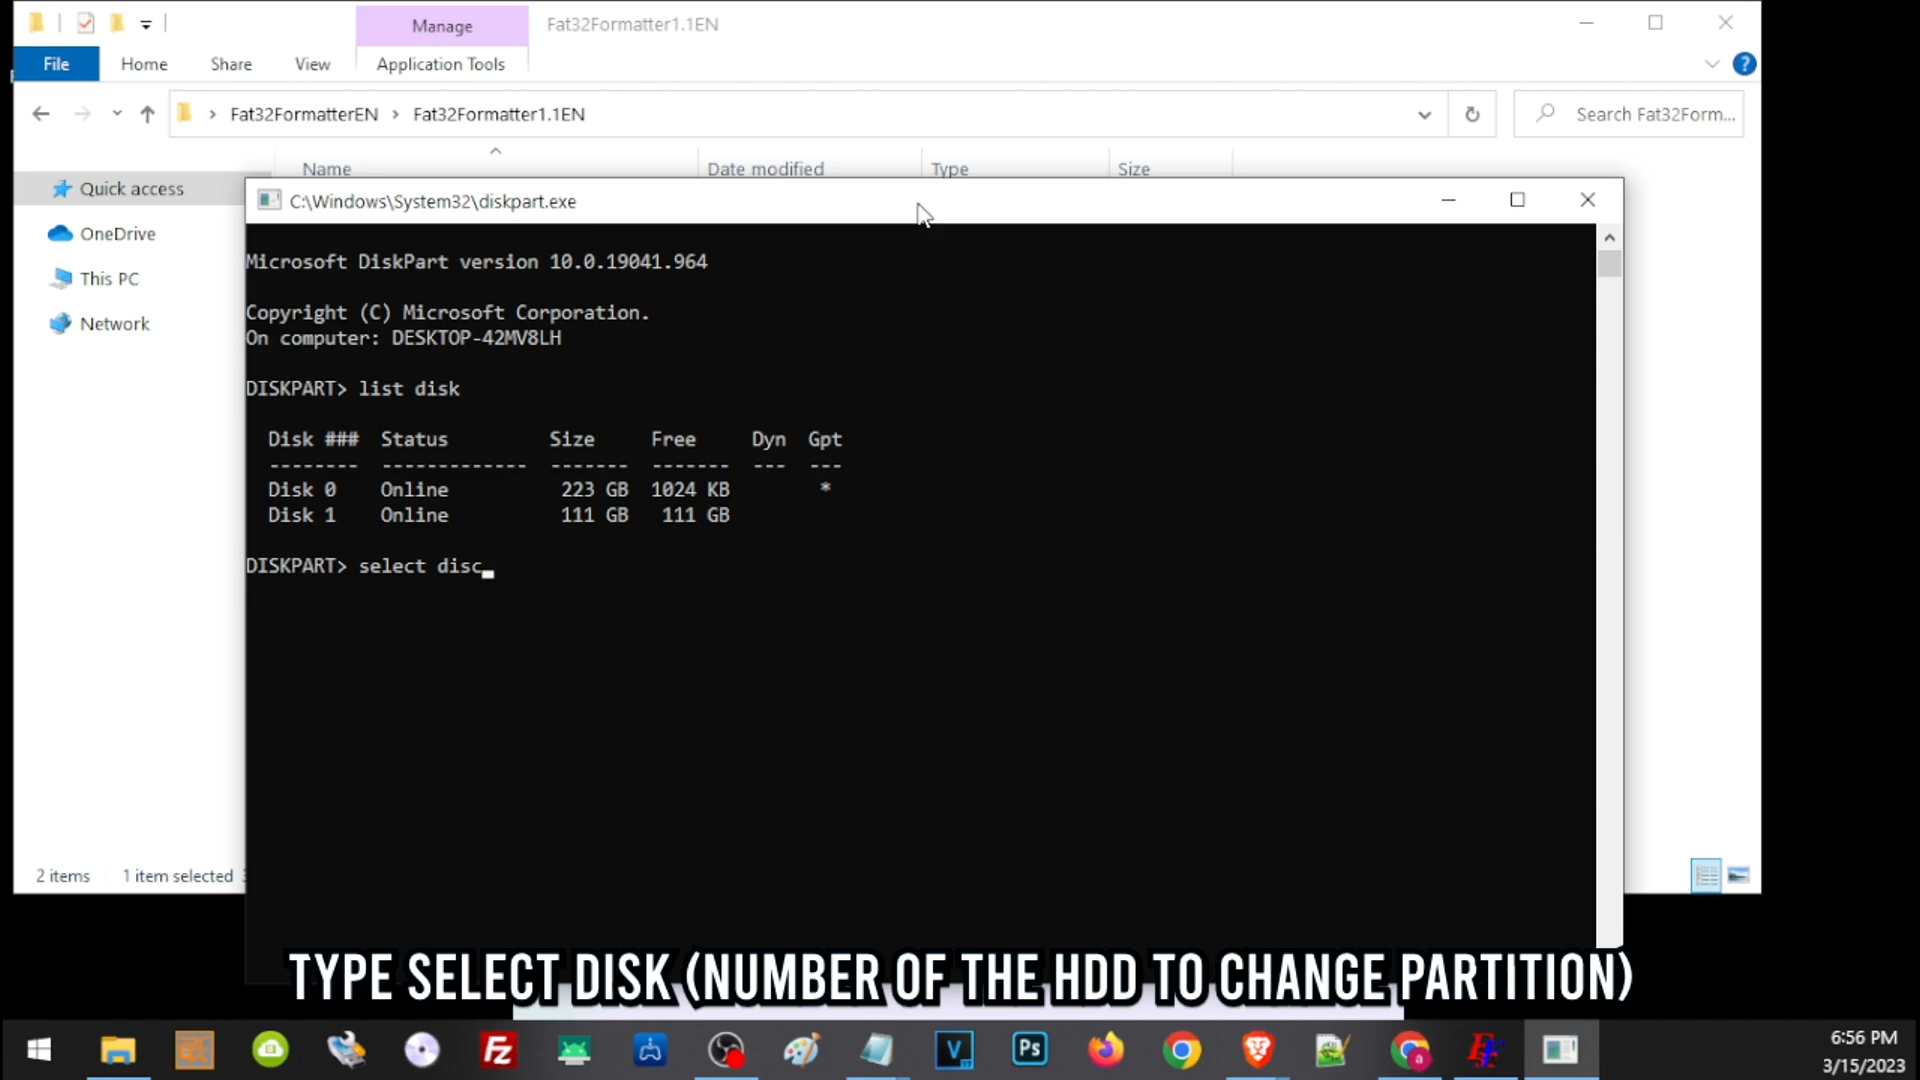 Manage
Fat32Formatter1.1EN
File
Home
Share
View
Application Tools
Fat32FormatterEN > Fat32Formatter1.1EN
Search Fat32Form...
Name
Date modified
Type
Size
Quick access
OneDrive
This PC
Network
C:\Windows\System32\diskpart.exe
Microsoft DiskPart version 10.0.19041.964
Copyright (C) Microsoft Corporation.
On computer: DESKTOP-42MV8LH
DISKPART> list disk
Disk ### Status Size Free Dyn Gpt
-------- ------------- ------- ------- --- ---
Disk 0 Online 223 GB 1024 KB *
Disk 1 Online 111 GB 111 GB
DISKPART> select disc_
2 items
1 item selected
TYPE SELECT DISK (NUMBER OF THE HDD TO CHANGE PARTITION)
FZ
V
Ps
6:56 PM
3/15/2023